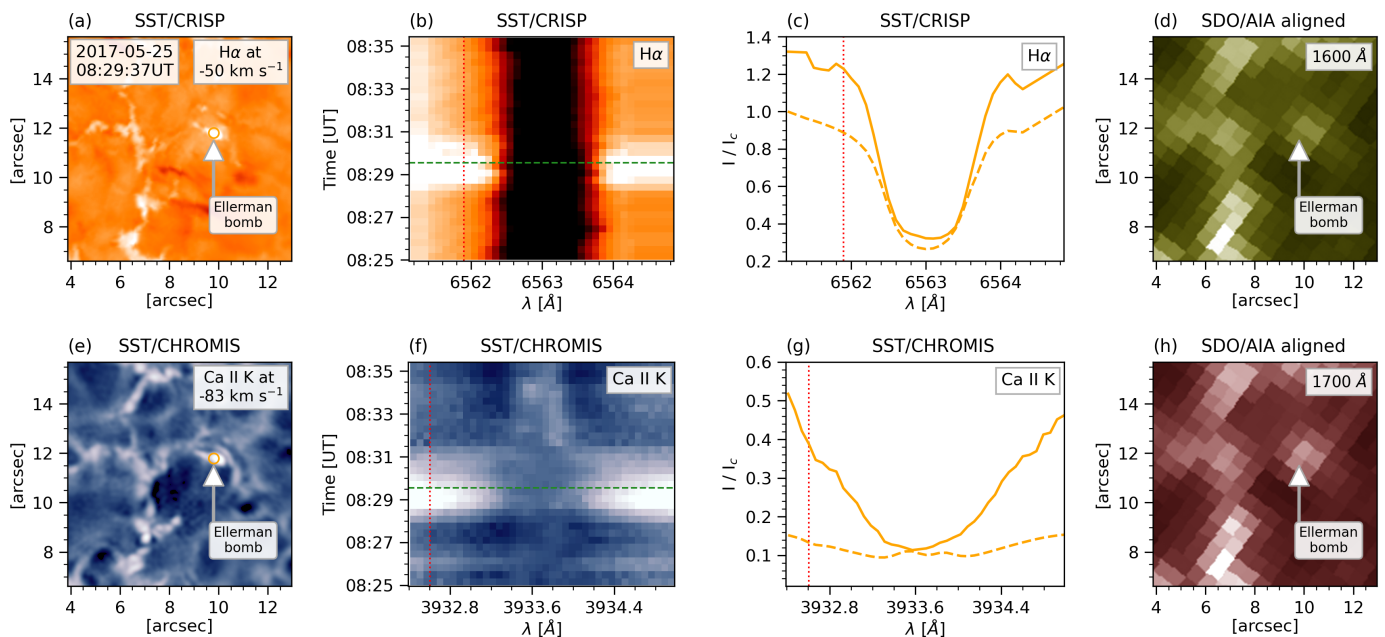 (a) SST/CRISP
2017-05-25
08:29:37UT
Hα at
-50 km s⁻¹
Ellerman
bomb
14
12
10
8
[arcsec]
4 6 8 10 12
[arcsec]
(b) SST/CRISP
Hα
08:35
08:33
08:31
08:29
08:27
08:25
Time [UT]
6562 6563 6564
λ [Å]
(c) SST/CRISP
Hα
1.4
1.2
1.0
0.8
0.6
0.4
0.2
I / I_c
6562 6563 6564
λ [Å]
(d) SDO/AIA aligned
1600 Å
Ellerman
bomb
14
12
10
8
[arcsec]
4 6 8 10 12
[arcsec]
(e) SST/CHROMIS
Ca II K at
-83 km s⁻¹
Ellerman
bomb
14
12
10
8
[arcsec]
4 6 8 10 12
[arcsec]
(f) SST/CHROMIS
Ca II K
08:35
08:33
08:31
08:29
08:27
08:25
Time [UT]
3932.8 3933.6 3934.4
λ [Å]
(g) SST/CHROMIS
Ca II K
0.6
0.5
0.4
0.3
0.2
0.1
I / I_c
3932.8 3933.6 3934.4
λ [Å]
(h) SDO/AIA aligned
1700 Å
Ellerman
bomb
14
12
10
8
[arcsec]
4 6 8 10 12
[arcsec]